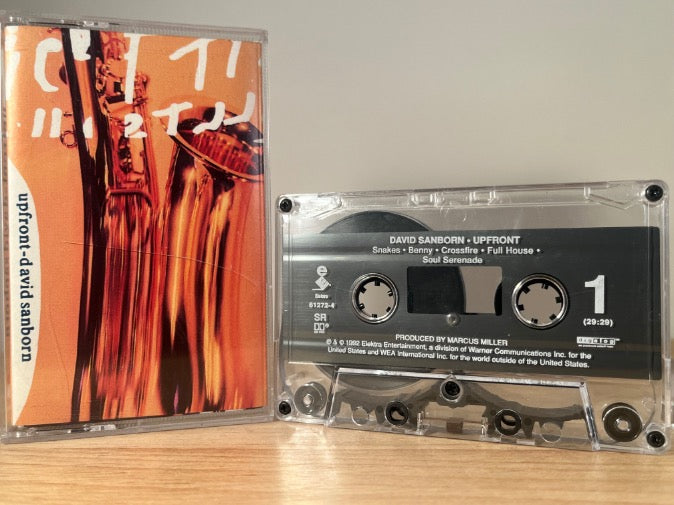 upfront-david sanborn
DAVID SANBORN • UPFRONT
Snakes • Benny • Crossfire • Full House •
Soul Serenade
61272-4
SR
1
(29:29)
PRODUCED BY MARCUS MILLER
℗ & © 1992 Elektra Entertainment, a division of Warner Communications Inc. for the
United States and WEA International Inc. for the world outside of the United States.